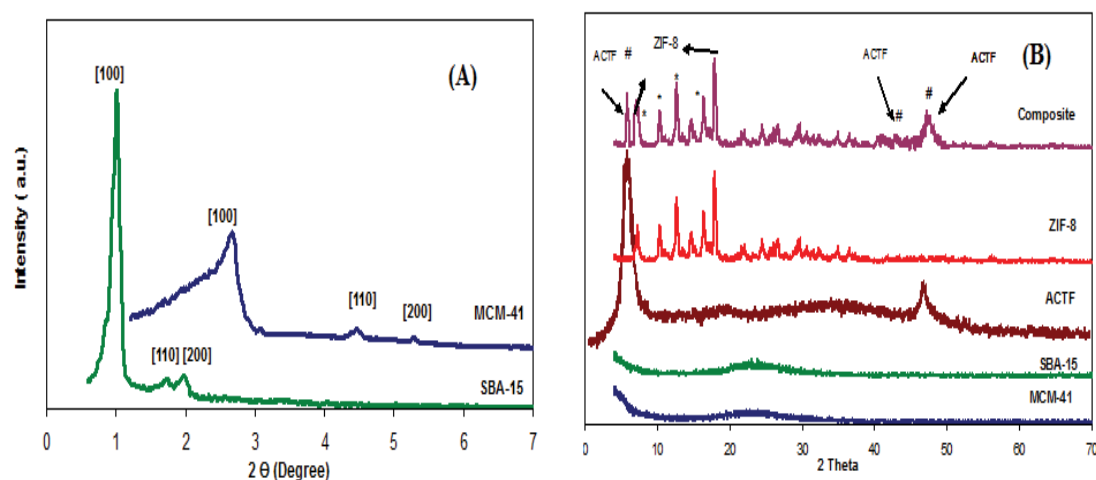 (A)
[100]
[100]
[110]
[200]
MCM-41
[110] [200]
SBA-15
Intensity ( a.u.)
0 1 2 3 4 5 6 7
2 Θ (Degree)
(B)
ACTF # ZIF-8
ACTF
ACTF
* * * *
# #
Composite
ZIF-8
ACTF
SBA-15
MCM-41
0 10 20 30 40 50 60 70
2 Theta